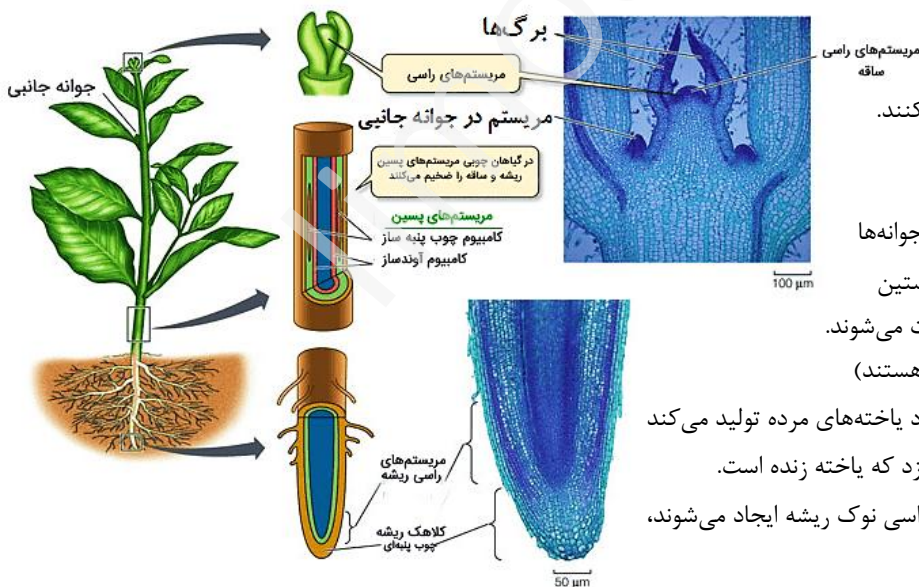 برگ‌ها
مریستم‌های راسی
مریستم‌های راسی
ساقه
جوانه جانبی
مریستم در جوانه جانبی
در گیاهان چوبی مریستم‌های پسین
ریشه و ساقه را ضخیم می‌کنند
مریستم‌های پسین
کامبیوم چوب پنبه ساز
کامبیوم آوندساز
100 µm
مریستم‌های
راسی ریشه
کلاهک ریشه
چوب پنبه‌ای
50 µm
کنند.
جوانه‌ها
ستین
می‌شوند.
هستند)
یاخته‌های مرده تولید می‌کند
که یاخته زنده است.
نوک ریشه ایجاد می‌شوند،